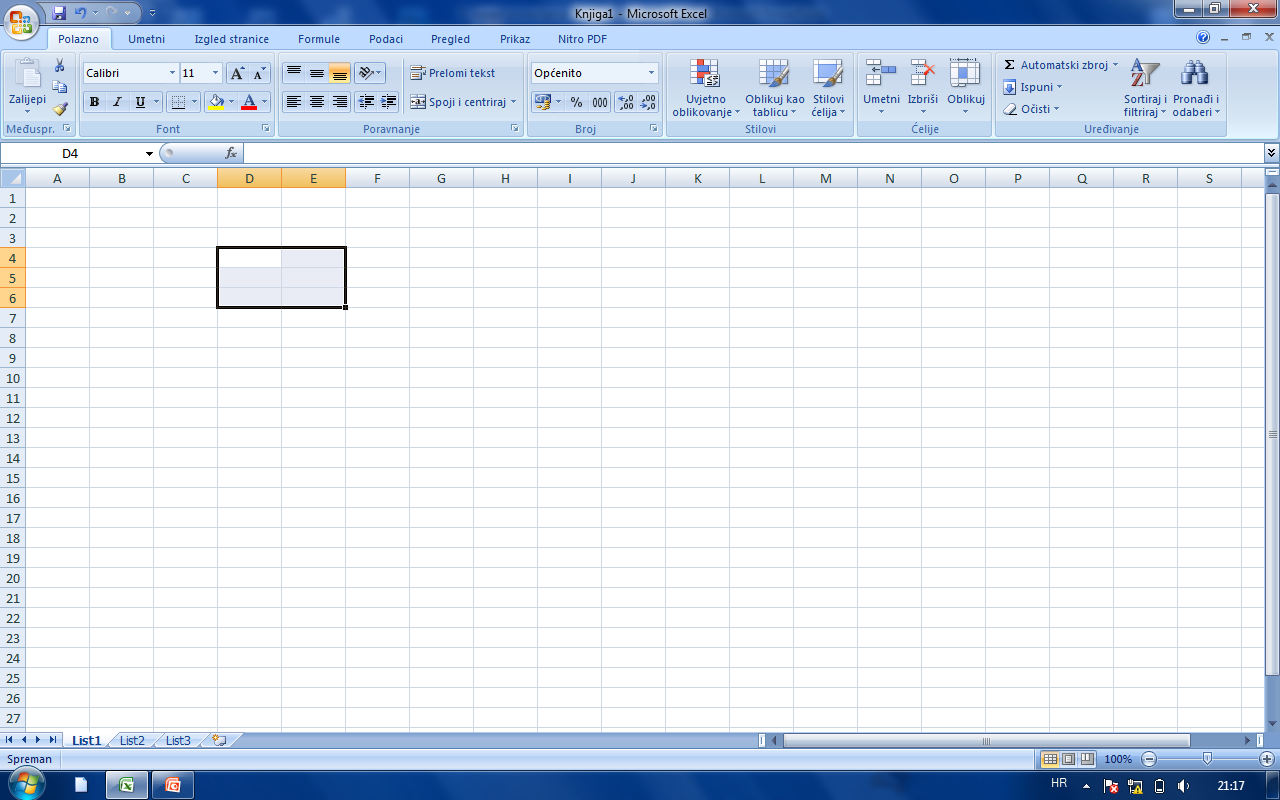 Knjiga1 - Microsoft Excel
Polazno Umetni Izgled stranice Formule Podaci Pregled Prikaz Nitro PDF
Calibri 11 Prelomi tekst Općenito Automatski zbroj
Zalijepi B I U A Spoji i centriraj % 000 Uvjetno oblikovanje Oblikuj kao tablicu Stilovi ćelija Umetni Izbriši Oblikuj Ispuni Očisti Sortiraj i filtriraj Pronađi i odaberi
Međuspr. Font Poravnanje Broj Stilovi Ćelije Uređivanje
D4 fx
A B C D E F G H I J K L M N O P Q R S
1
2
3
4
5
6
7
8
9
10
11
12
13
14
15
16
17
18
19
20
21
22
23
24
25
26
27
List1 List2 List3
Spreman 100%
HR 21:17